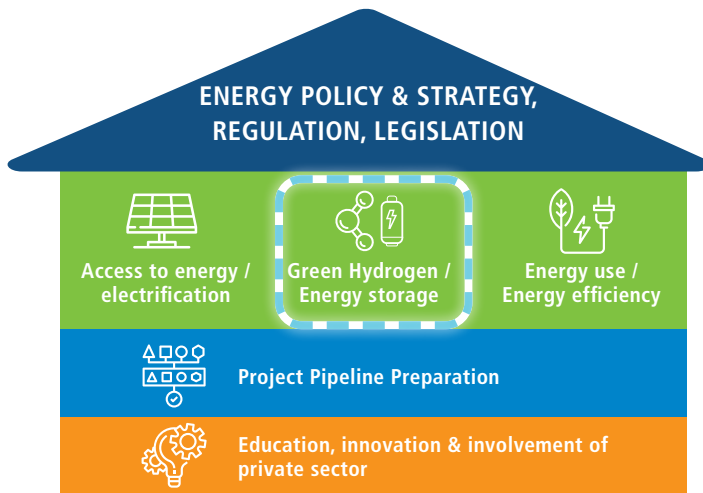 ENERGY POLICY & STRATEGY,
REGULATION, LEGISLATION
Access to energy /
electrification
Green Hydrogen /
Energy storage
Energy use /
Energy efficiency
Project Pipeline Preparation
Education, innovation & involvement of
private sector